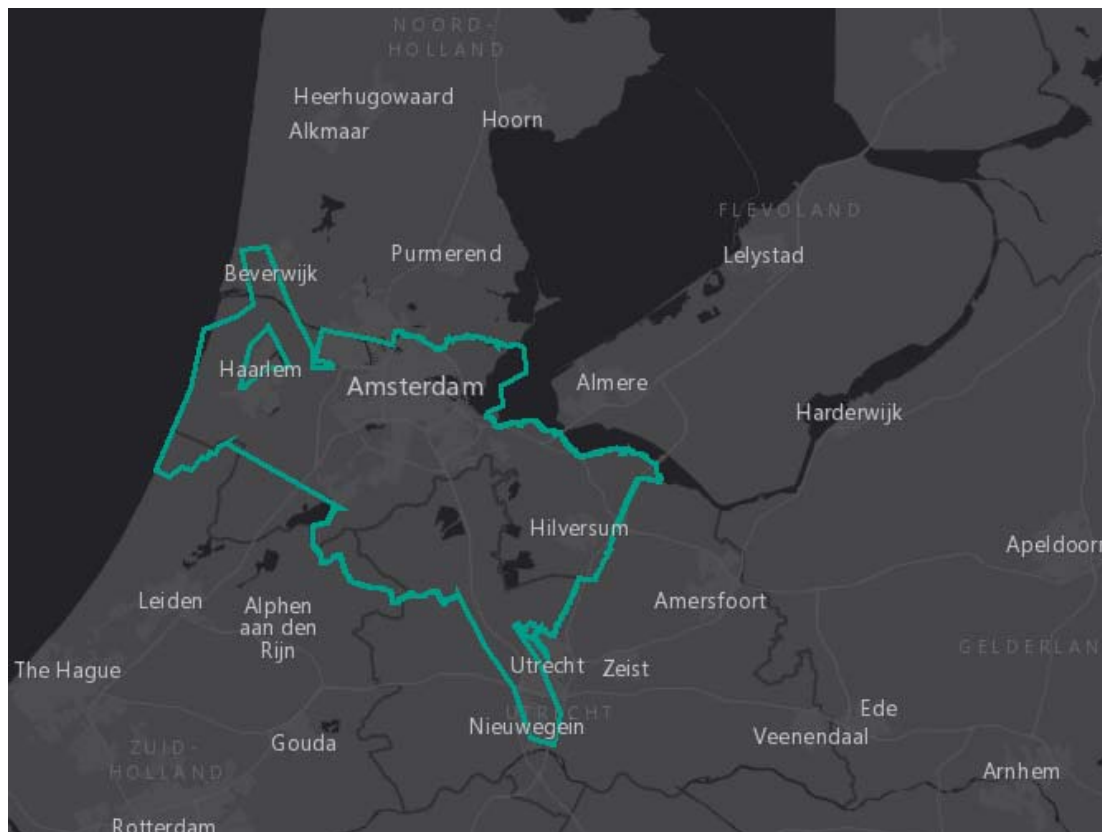 NOORD-
HOLLAND
Heerhugowaard
Alkmaar
Hoorn
FLEVOLAND
Purmerend
Lelystad
Beverwijk
Haarlem
Amsterdam
Almere
Harderwijk
Hilversum
Apeldoorn
Leiden
Alphen
aan den
Rijn
Amersfoort
GELDERLAN
The Hague
Utrecht
Zeist
UTRECHT
Nieuwegein
Ede
Gouda
Veenendaal
ZUID-
HOLLAND
Arnhem
Rotterdam